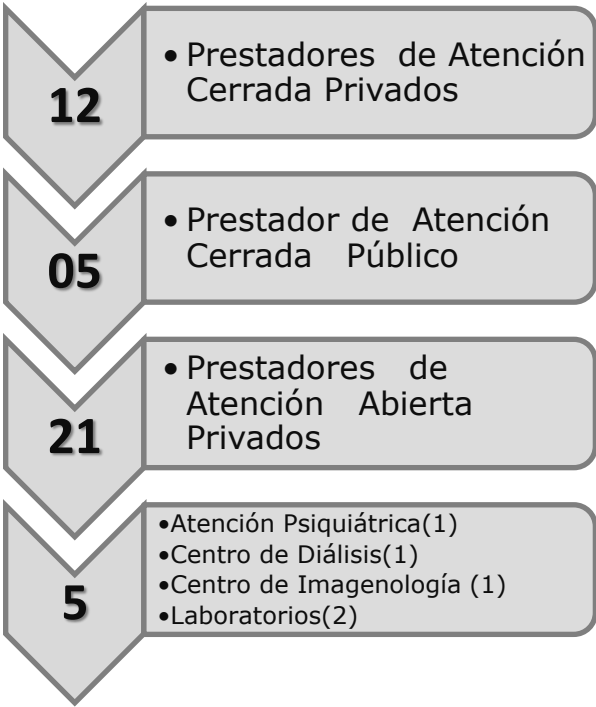 12
• Prestadores de Atención
Cerrada Privados
05
• Prestador de Atención
Cerrada Público
21
• Prestadores de
Atención Abierta
Privados
5
•Atención Psiquiátrica(1)
•Centro de Diálisis(1)
•Centro de Imagenología (1)
•Laboratorios(2)